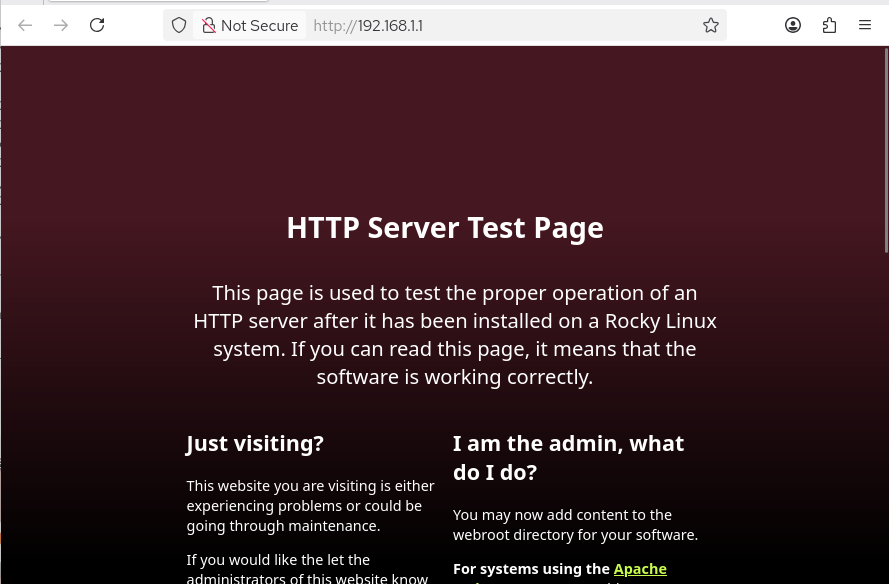 Not Secure http://192.168.1.1
HTTP Server Test Page
This page is used to test the proper operation of an
HTTP server after it has been installed on a Rocky Linux
system. If you can read this page, it means that the
software is working correctly.
Just visiting?
This website you are visiting is either
experiencing problems or could be
going through maintenance.
If you would like the let the
administrators of this website know
I am the admin, what
do I do?
You may now add content to the
webroot directory for your software.
For systems using the Apache